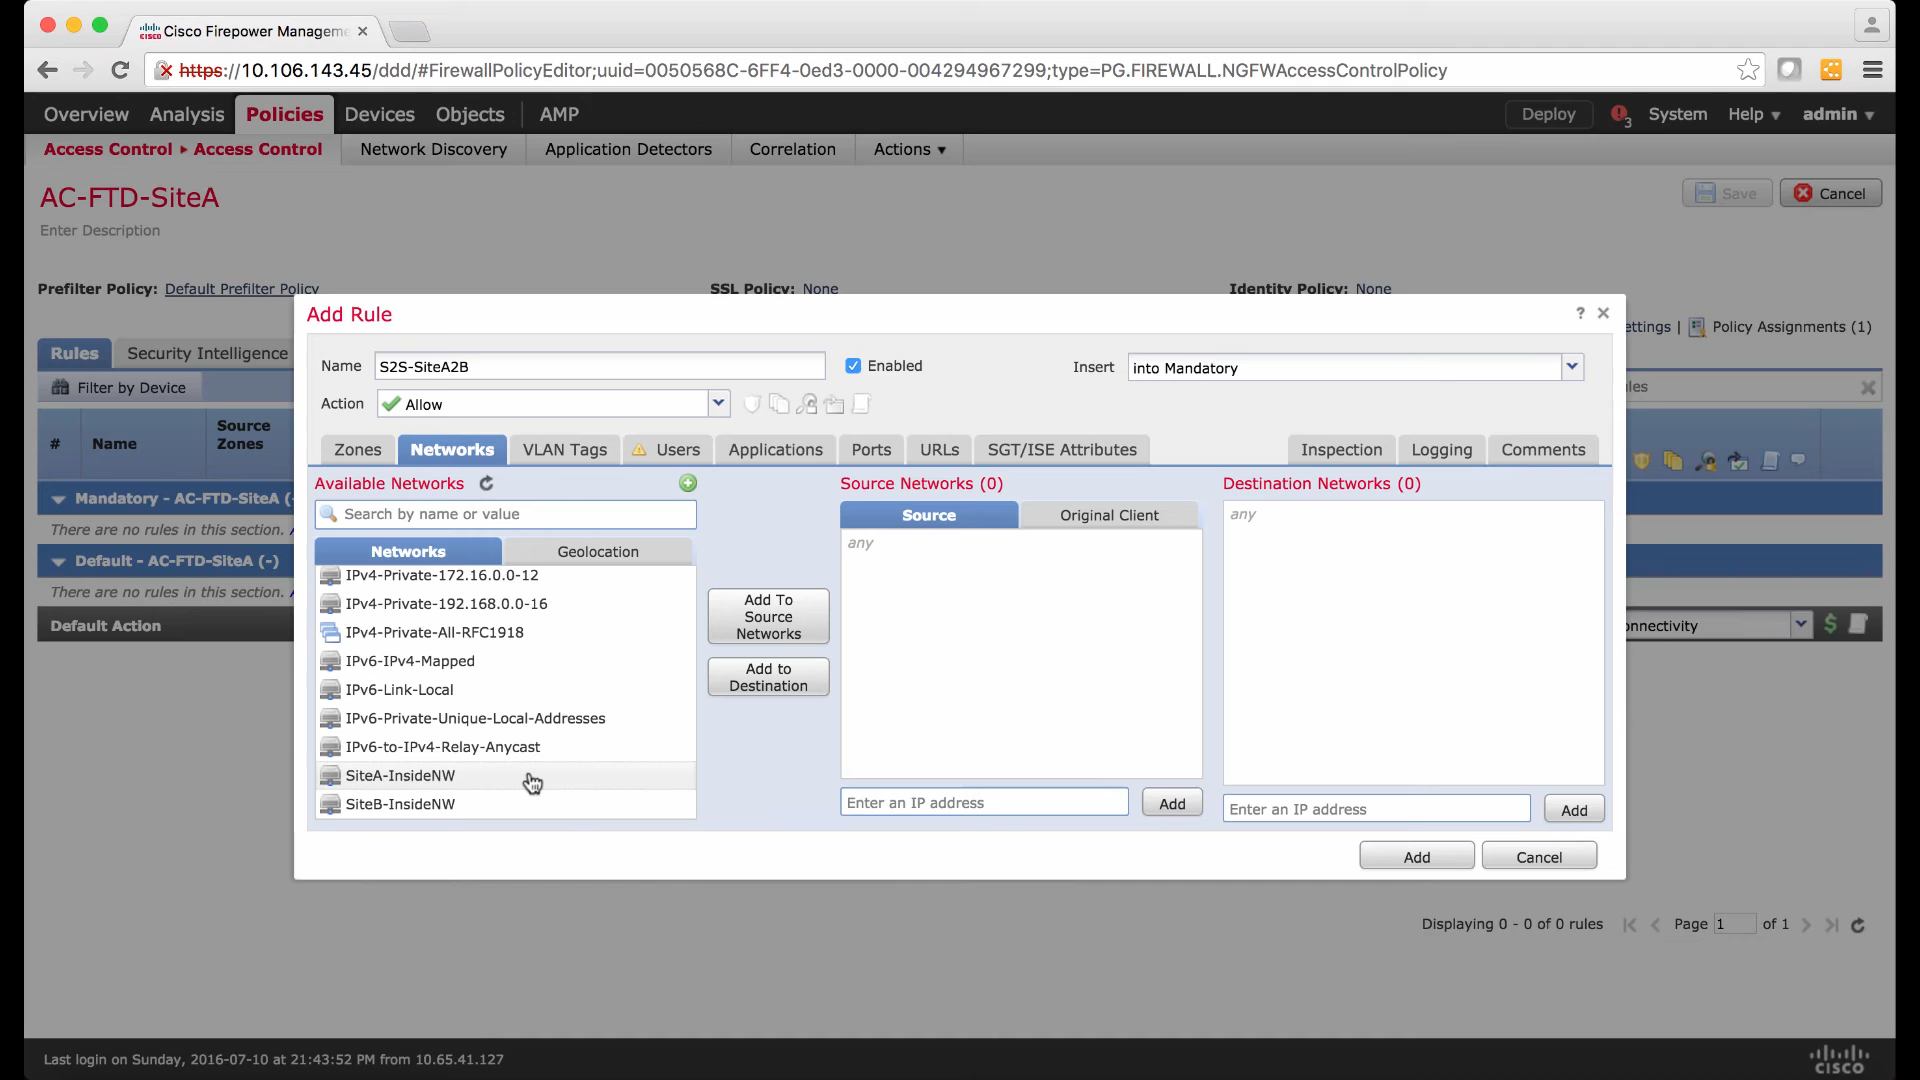 Cisco Firepower Managem
https://10.106.143.45/ddd/#FirewallPolicyEditor;uuid=0050568C-6FF4-0ed3-0000-004294967299;type=PG.FIREWALL.NGFWAccessControlPolicy
Overview Analysis Policies Devices Objects AMP Deploy 3 System Help admin
Access Control ▸ Access Control Network Discovery Application Detectors Correlation Actions
AC-FTD-SiteA Save Cancel
Enter Description
Prefilter Policy: Default Prefilter Policy SSL Policy: None Identity Policy: None
Add Rule ?
ettings | Policy Assignments (1)
Rules Security Intelligence
Name S2S-SiteA2B Enabled Insert into Mandatory
Filter by Device les
Action Allow
# Name Source Zones
Zones Networks VLAN Tags Users Applications Ports URLs SGT/ISE Attributes Inspection Logging Comments
Available Networks Source Networks (0) Destination Networks (0)
Mandatory - AC-FTD-SiteA (-
Search by name or value Source Original Client any
There are no rules in this section.
any
Networks Geolocation
Default - AC-FTD-SiteA (-)
IPv4-Private-172.16.0.0-12
There are no rules in this section.
IPv4-Private-192.168.0.0-16
Add To Source Networks
Default Action onnectivity $
IPv4-Private-All-RFC1918
IPv6-IPv4-Mapped
Add to Destination
IPv6-Link-Local
IPv6-Private-Unique-Local-Addresses
IPv6-to-IPv4-Relay-Anycast
SiteA-InsideNW
SiteB-InsideNW
Enter an IP address Add Enter an IP address Add
Add Cancel
Displaying 0 - 0 of 0 rules Page 1 of 1
Last login on Sunday, 2016-07-10 at 21:43:52 PM from 10.65.41.127
CISCO